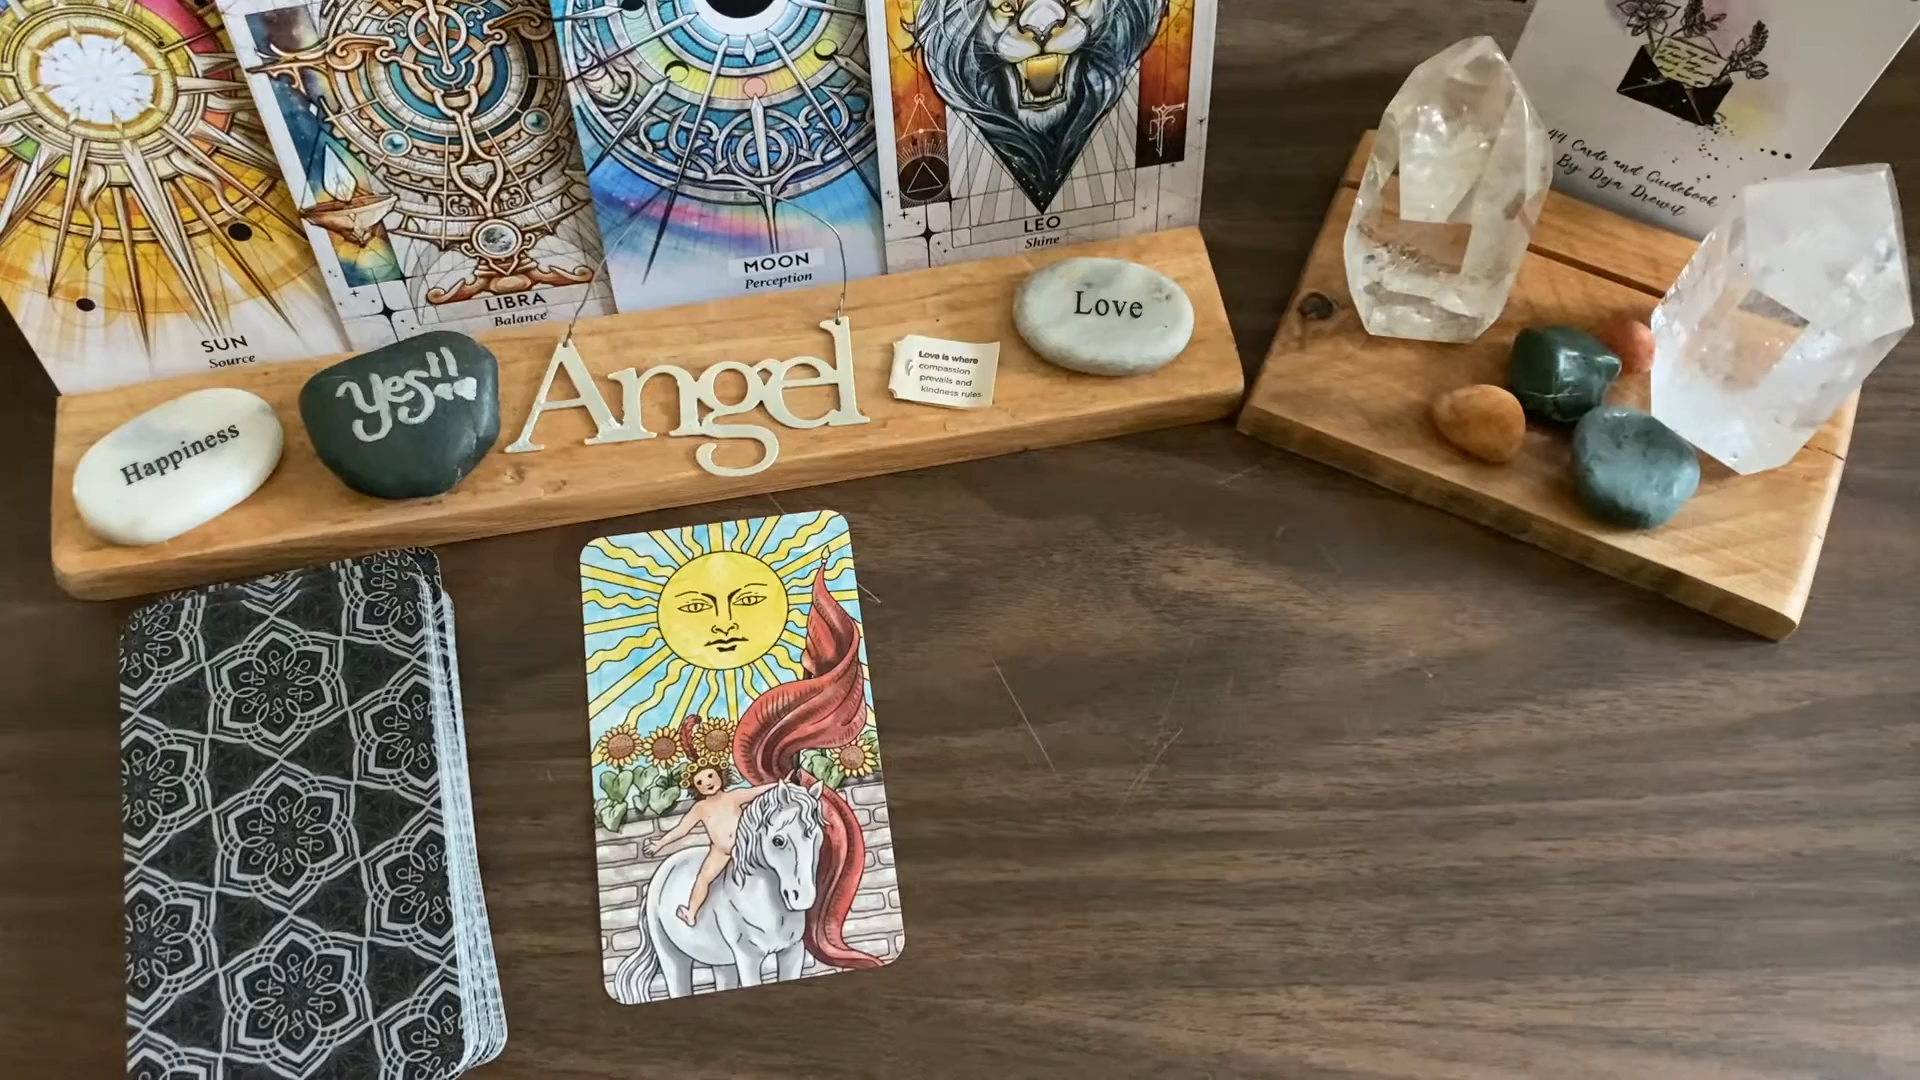 SUN
Source
LIBRA
Balance
MOON
Perception
LEO
Shine
44 Cards and Guidebook
By: Deja Drewit
Happiness
Yes!!
Angel
Love is where
compassion
prevails and
kindness rules
Love